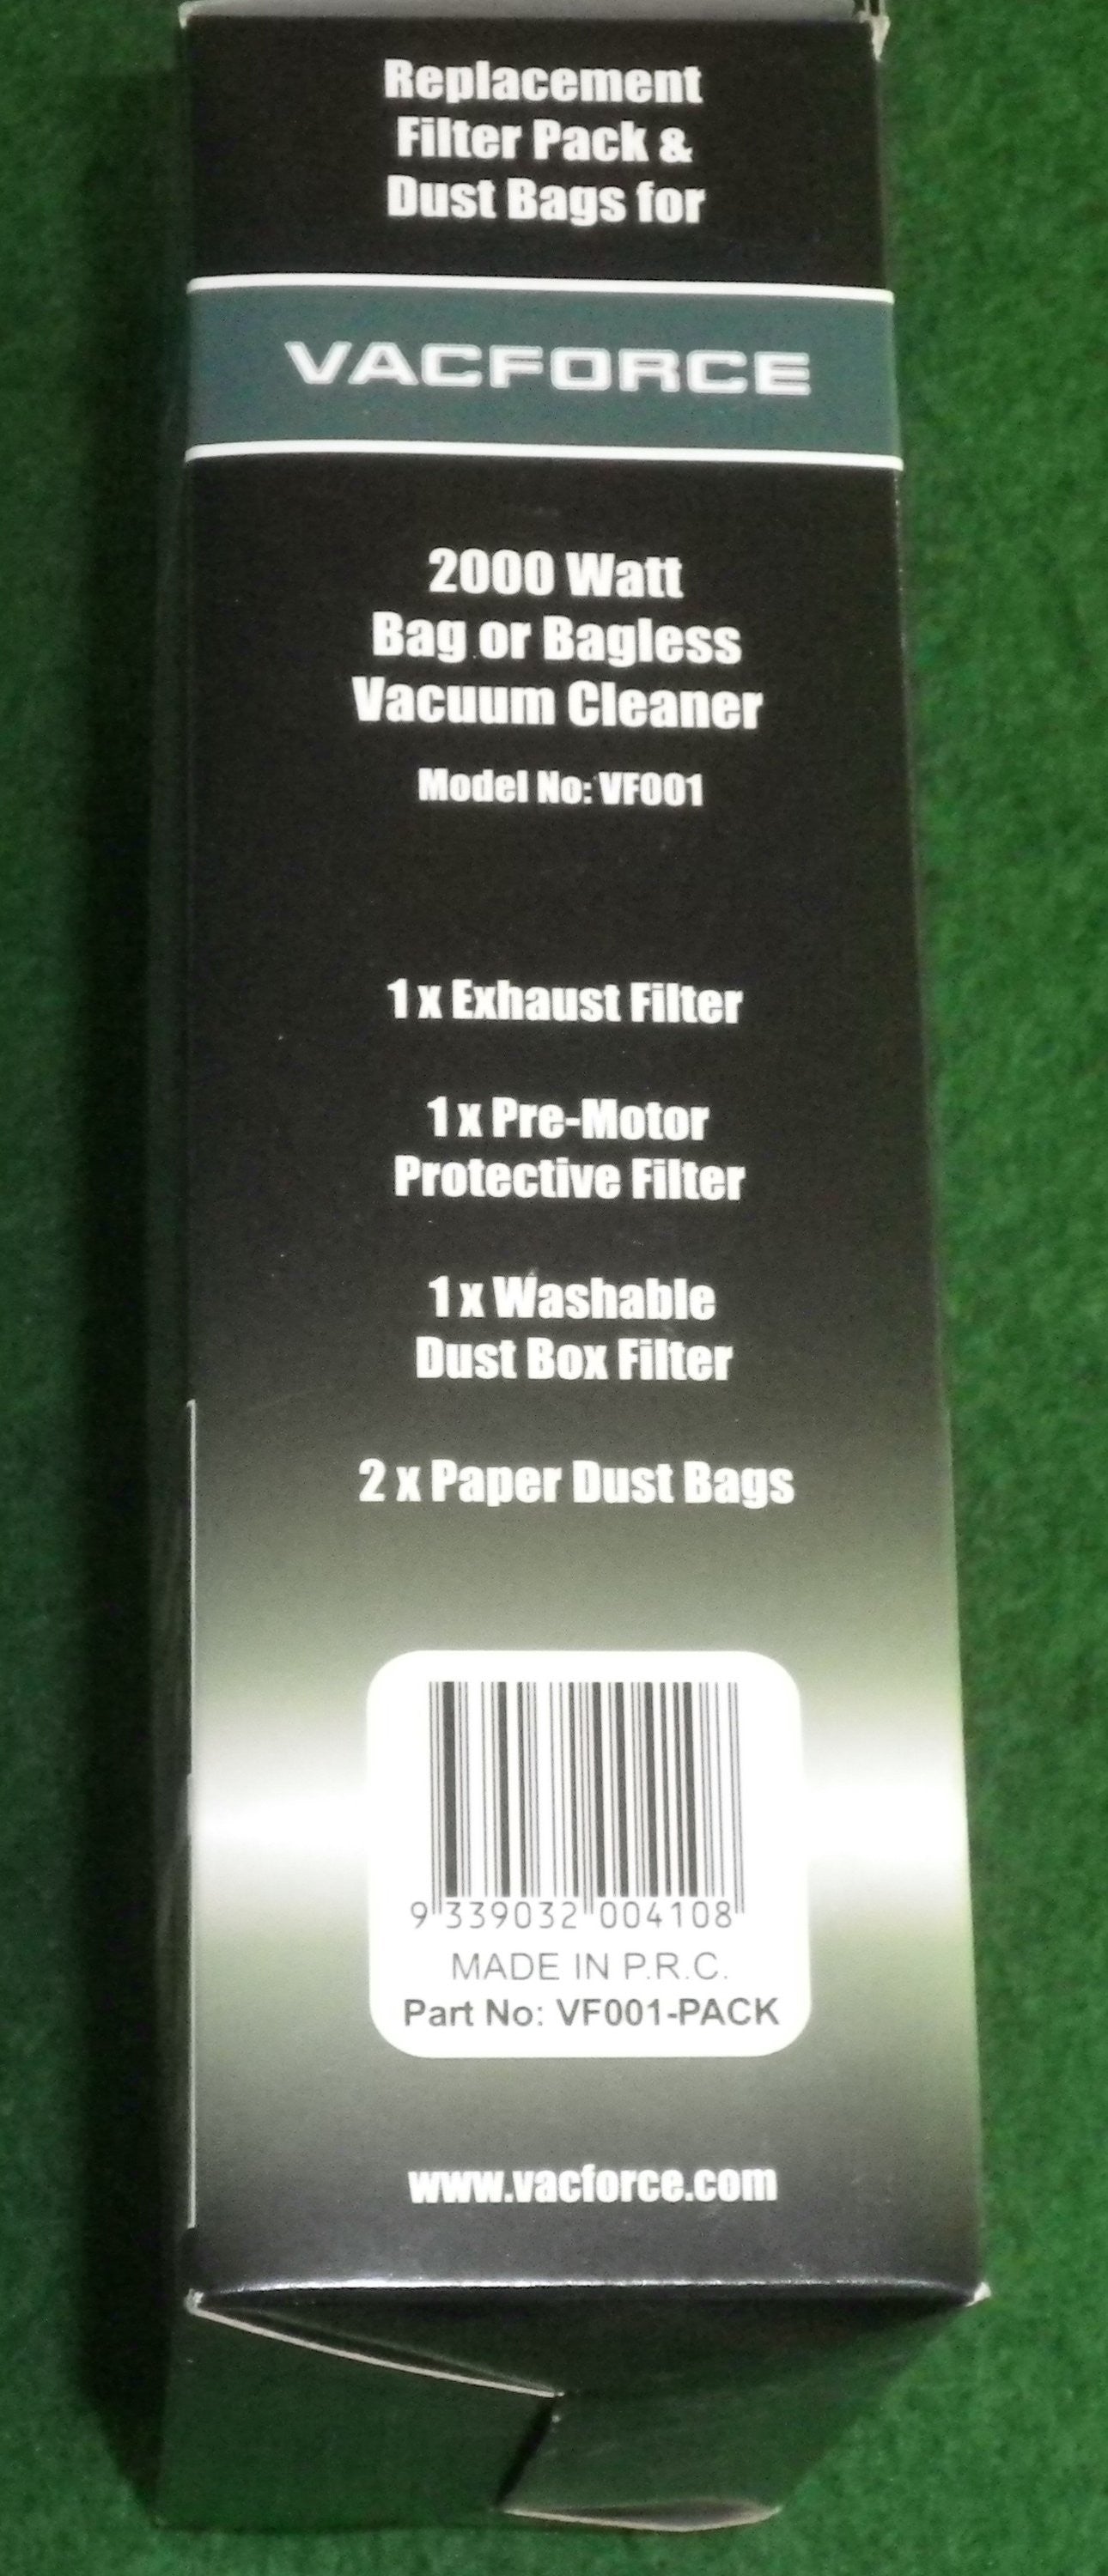 Replacement
Filter Pack &
Dust Bags for
VACFORCE
2000 Watt
Bag or Bagless
Vacuum Cleaner
Model No: VF001
1 x Exhaust Filter
1 x Pre-Motor
Protective Filter
1 x Washable
Dust Box Filter
2 x Paper Dust Bags
9 339032 004108
MADE IN P.R.C.
Part No: VF001-PACK
www.vacforce.com